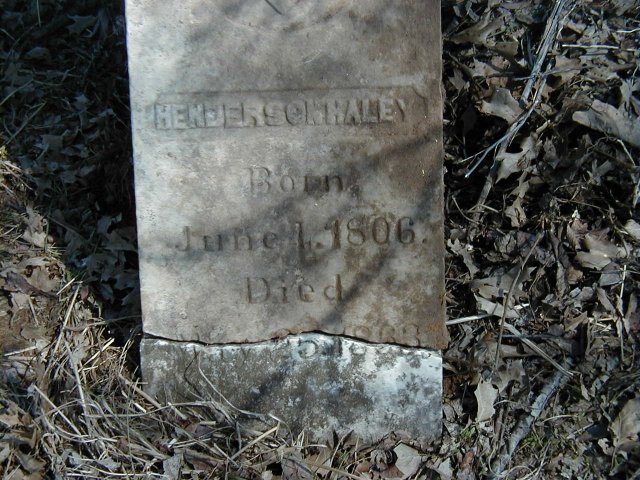 HENDERSON HALEY
Born
June 1. 1806.
Died